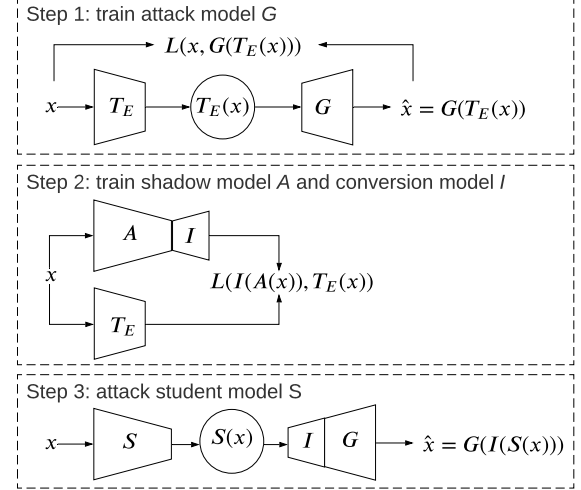 Step 1: train attack model G
L(x, G(T_E(x)))
x T_E T_E(x) G x̂ = G(T_E(x))
Step 2: train shadow model A and conversion model I
A I
x
L(I(A(x)), T_E(x))
T_E
Step 3: attack student model S
x S S(x) I G x̂ = G(I(S(x)))